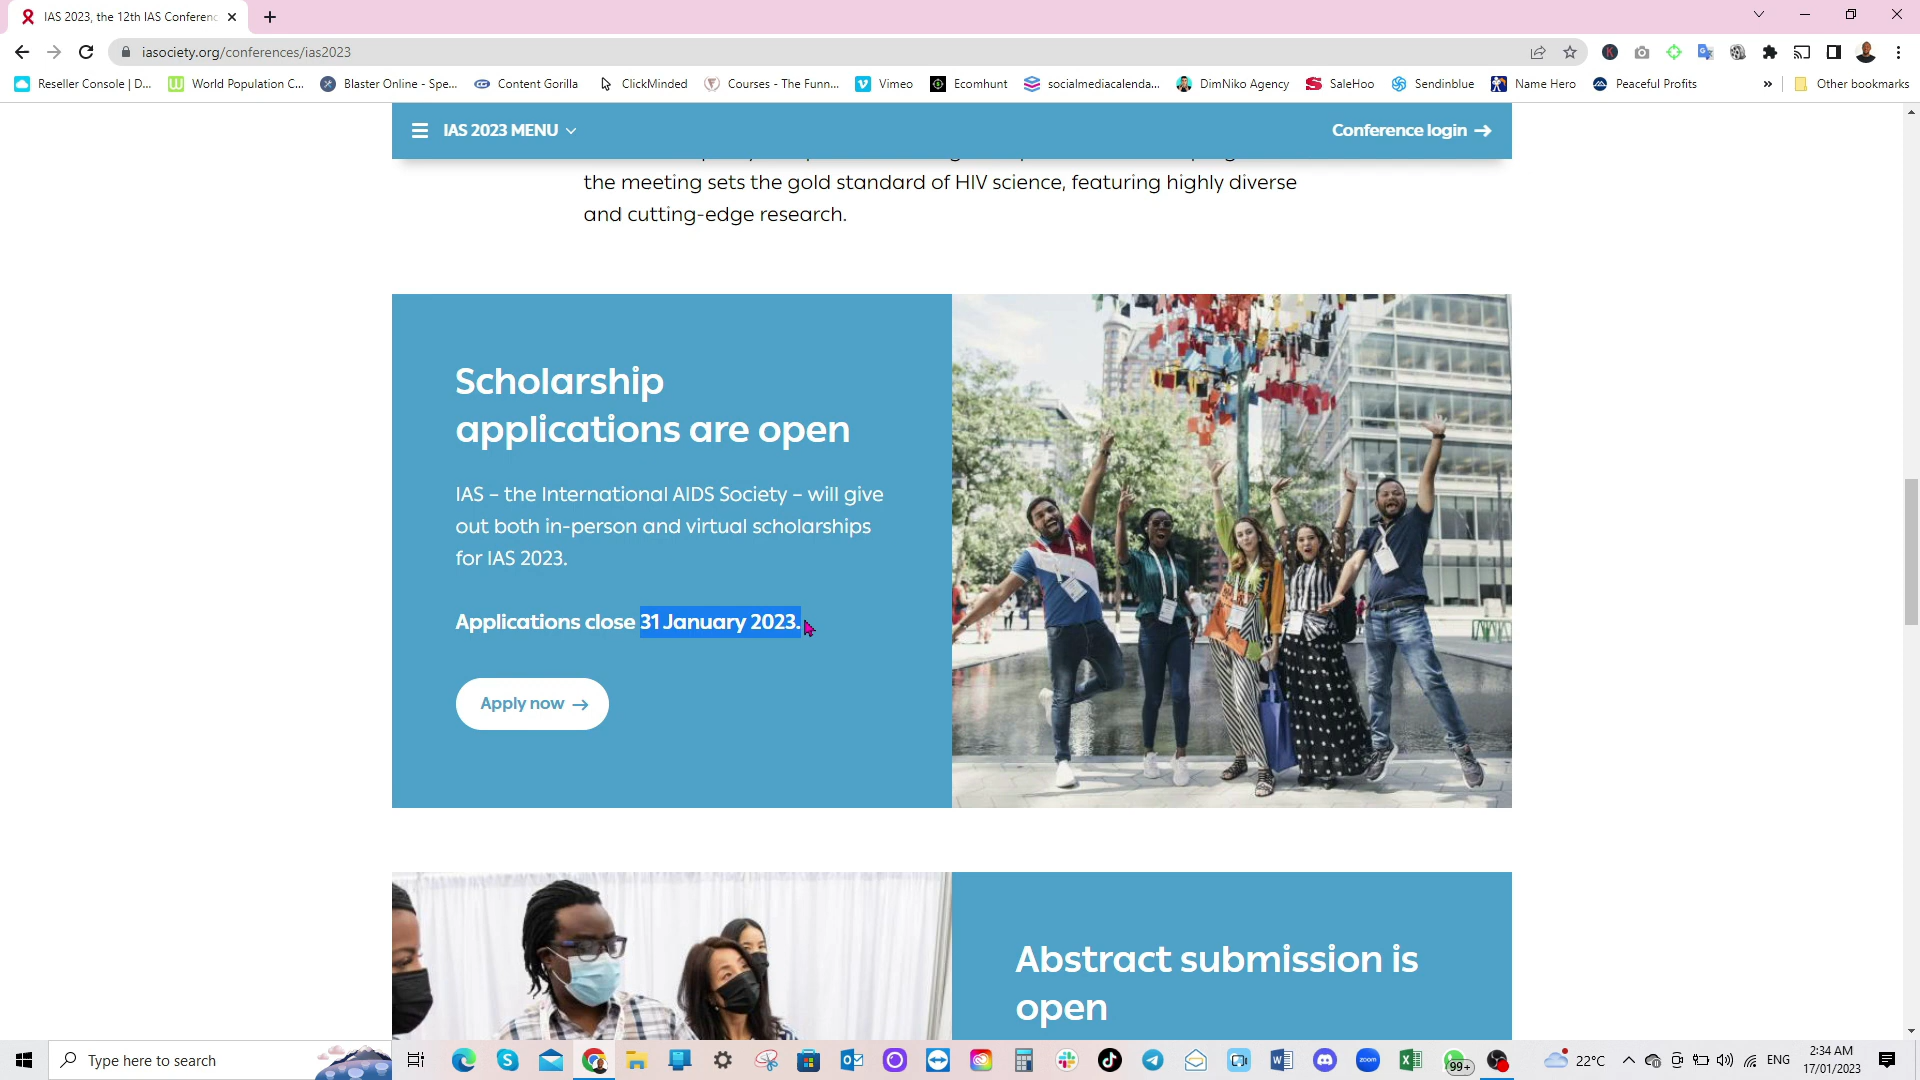 IAS 2023, the 12th IAS Conferenc
iasociety.org/conferences/ias2023
Reseller Console | D...
World Population C...
Blaster Online - Spe...
Content Gorilla
ClickMinded
Courses - The Funn...
Vimeo
Ecomhunt
socialmediacalenda...
DimNiko Agency
SaleHoo
Sendinblue
Name Hero
Peaceful Profits
»
Other bookmarks
IAS 2023 MENU
Conference login →
the meeting sets the gold standard of HIV science, featuring highly diverse
and cutting-edge research.
Scholarship
applications are open
IAS – the International AIDS Society – will give
out both in-person and virtual scholarships
for IAS 2023.
Applications close 31 January 2023.
Apply now →
Abstract submission is
open
Type here to search
zoom
99+
22°C
ENG
2:34 AM
17/01/2023